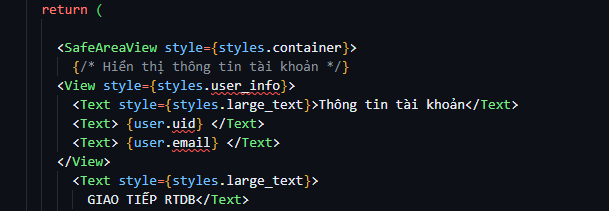 return (
<SafeAreaView style={styles.container}>
{/* Hiển thị thông tin tài khoản */}
<View style={styles.user_info}>
<Text style={styles.large_text}>Thông tin tài khoản</Text>
<Text> {user.uid} </Text>
<Text> {user.email} </Text>
</View>
<Text style={styles.large_text}>
GIAO TIẾP RTDB</Text>